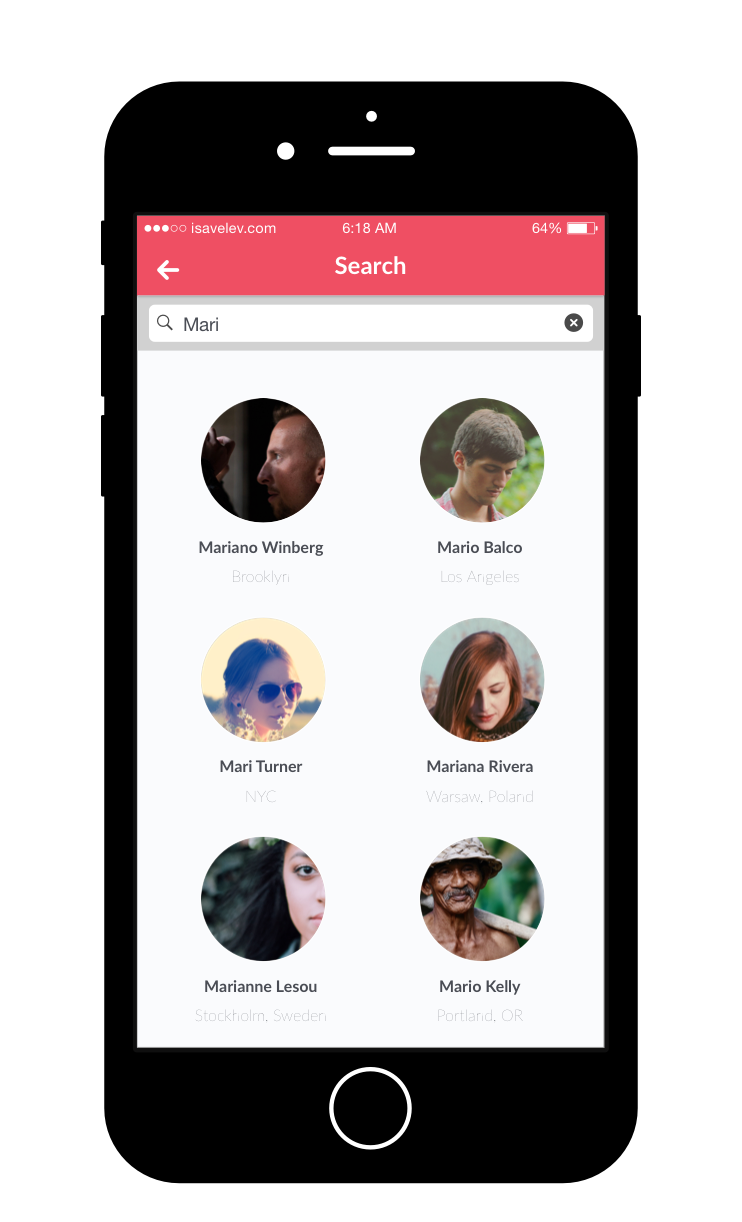 isavelev.com 6:18 AM 64%
Search
Mari
Mariano Winberg Mario Balco
Brooklyn Los Angeles
Mari Turner Mariana Rivera
NYC Warsaw, Poland
Marianne Lesou Mario Kelly
Stockholm, Sweden Portland, OR